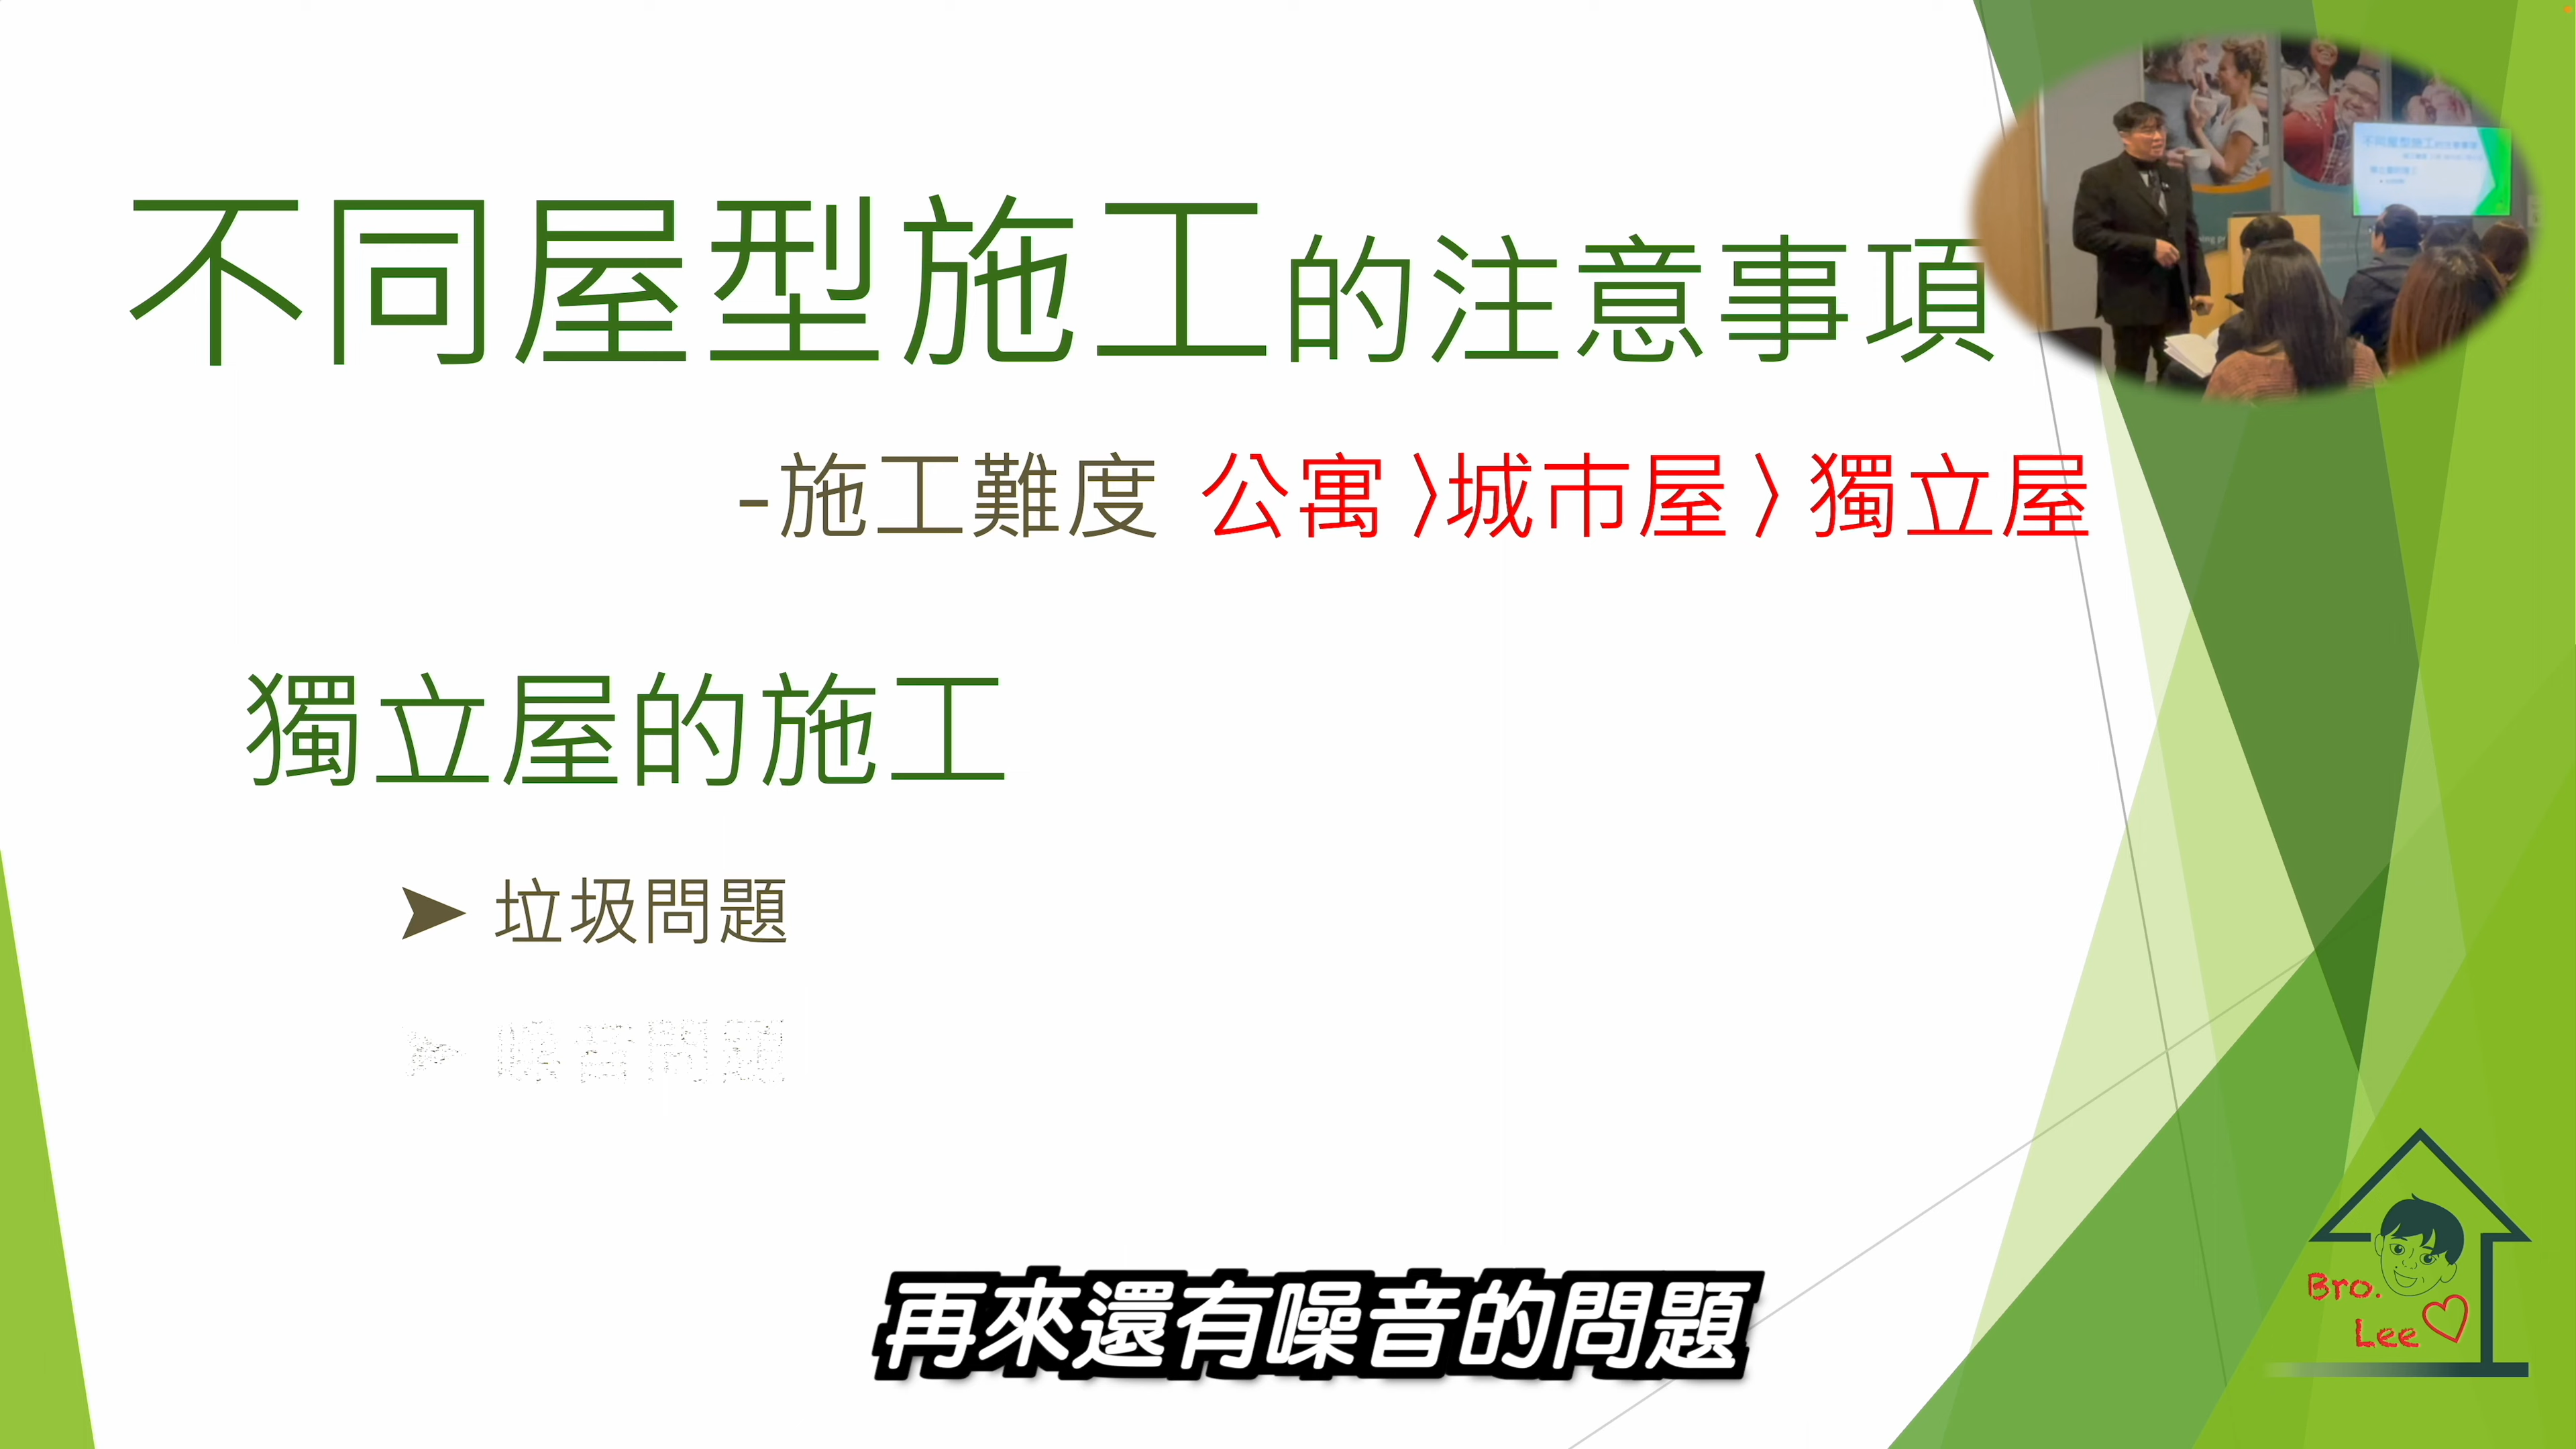 不同屋型施工的注意事項
-施工難度 公寓 〉城市屋 〉獨立屋
獨立屋的施工
➤ 垃圾問題
➤ 噪音問題
再來還有噪音的問題
Bro.
Lee